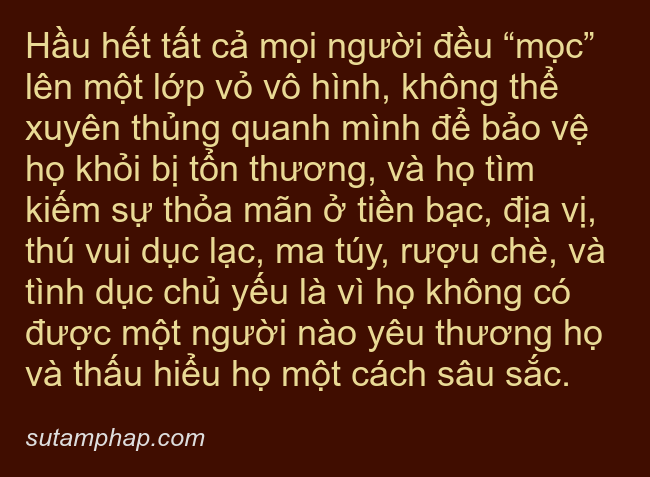 Hầu hết tất cả mọi người đều “mọc”
lên một lớp vỏ vô hình, không thể
xuyên thủng quanh mình để bảo vệ
họ khỏi bị tổn thương, và họ tìm
kiếm sự thỏa mãn ở tiền bạc, địa vị,
thú vui dục lạc, ma túy, rượu chè, và
tình dục chủ yếu là vì họ không có
được một người nào yêu thương họ
và thấu hiểu họ một cách sâu sắc.
sutamphap.com